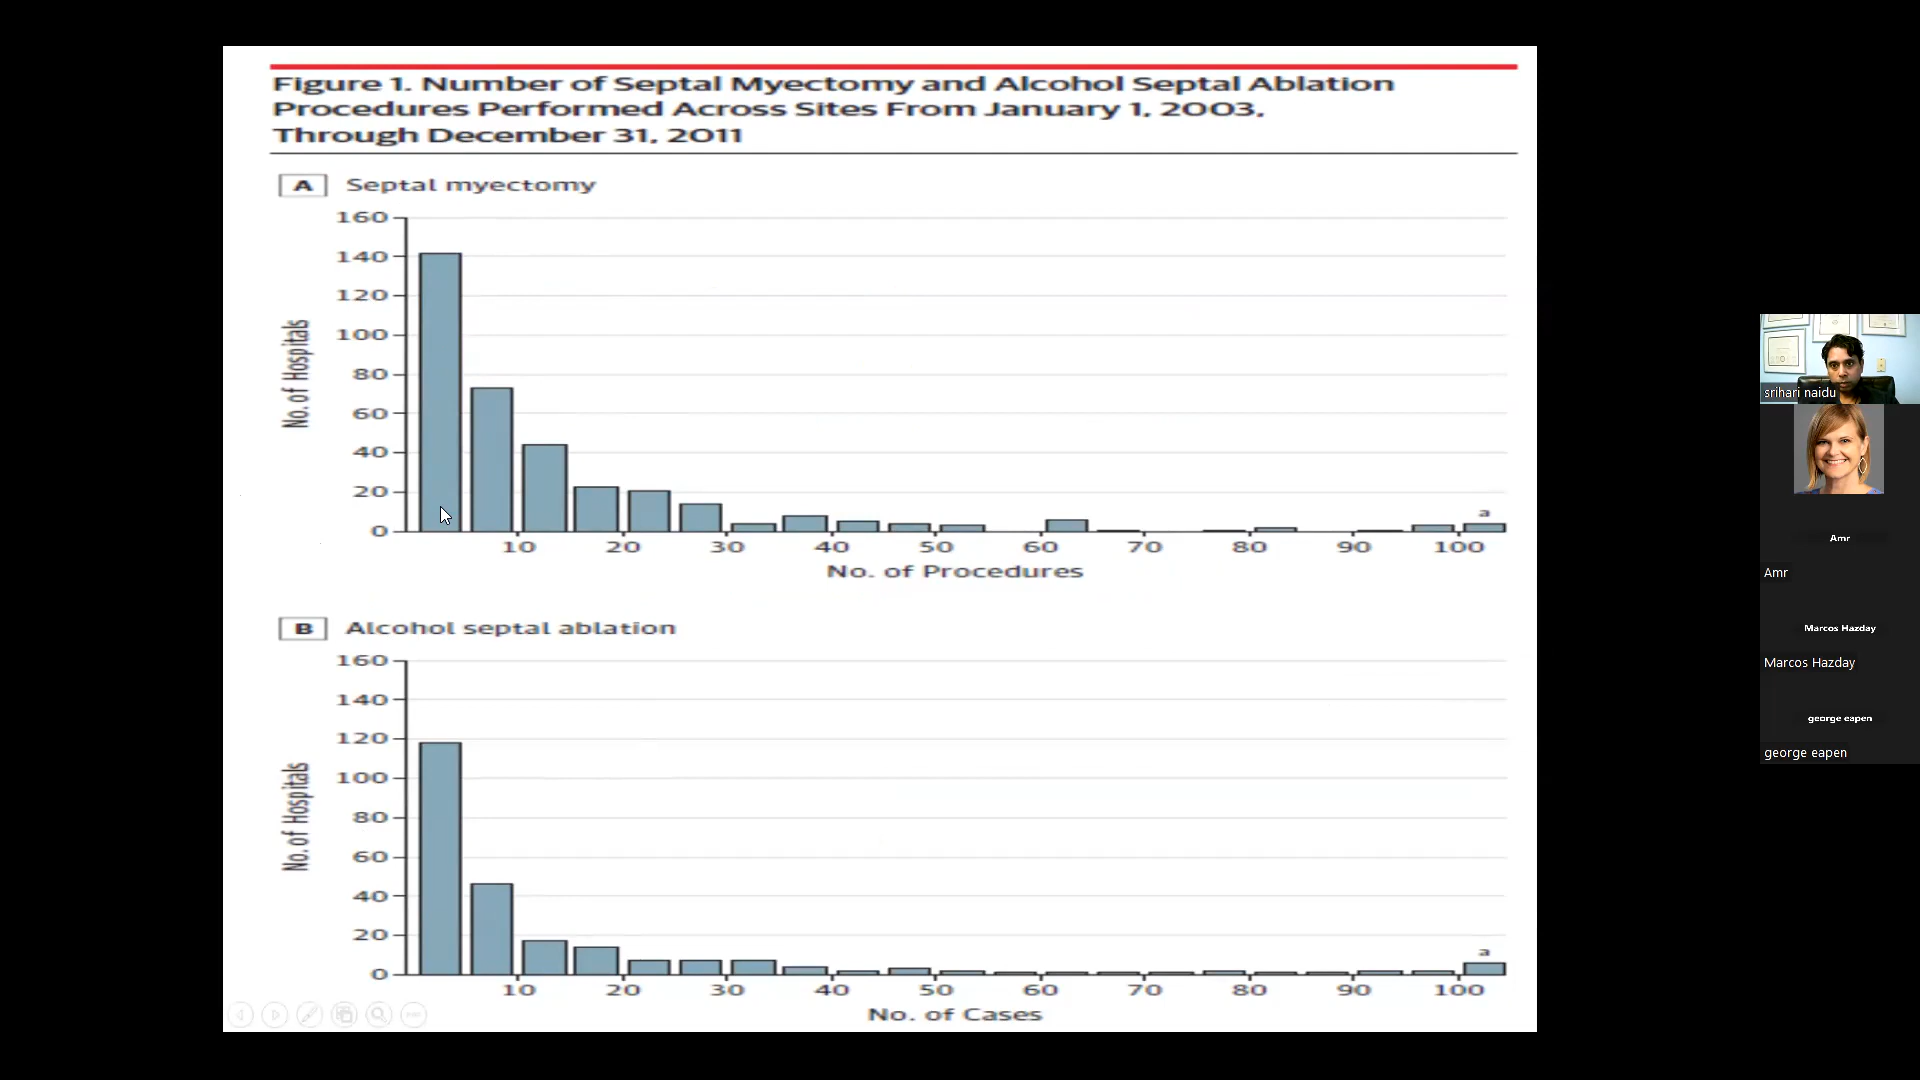 Figure 1. Number of Septal Myectomy and Alcohol Septal Ablation
Procedures Performed Across Sites From January 1, 2003,
Through December 31, 2011
A Septal myectomy
160
140
120
100
80
60
40
20
0
No. of Hospitals
a
10 20 30 40 50 60 70 80 90 100
No. of Procedures
B Alcohol septal ablation
160
140
120
100
80
60
40
20
0
No. of Hospitals
a
10 20 30 40 50 60 70 80 90 100
No. of Cases
srihari naidu
Amr
Amr
Marcos Hazday
Marcos Hazday
george eapen
george eapen